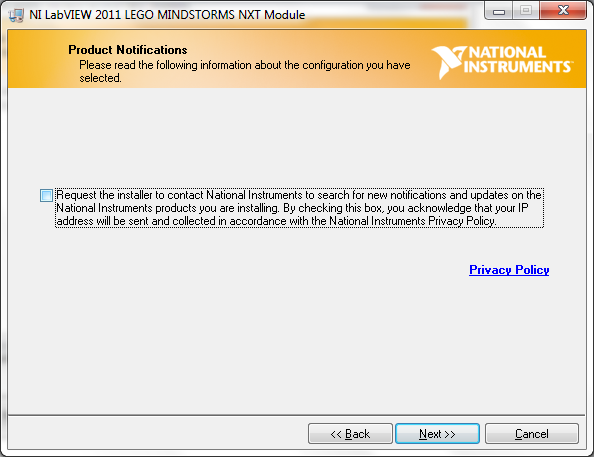 NI LabVIEW 2011 LEGO MINDSTORMS NXT Module
Product Notifications
Please read the following information about the configuration you have
selected.
NATIONAL
INSTRUMENTS
Request the installer to contact National Instruments to search for new notifications and updates on the
National Instruments products you are installing. By checking this box, you acknowledge that your IP
address will be sent and collected in accordance with the National Instruments Privacy Policy.
Privacy Policy
<< Back
Next >>
Cancel